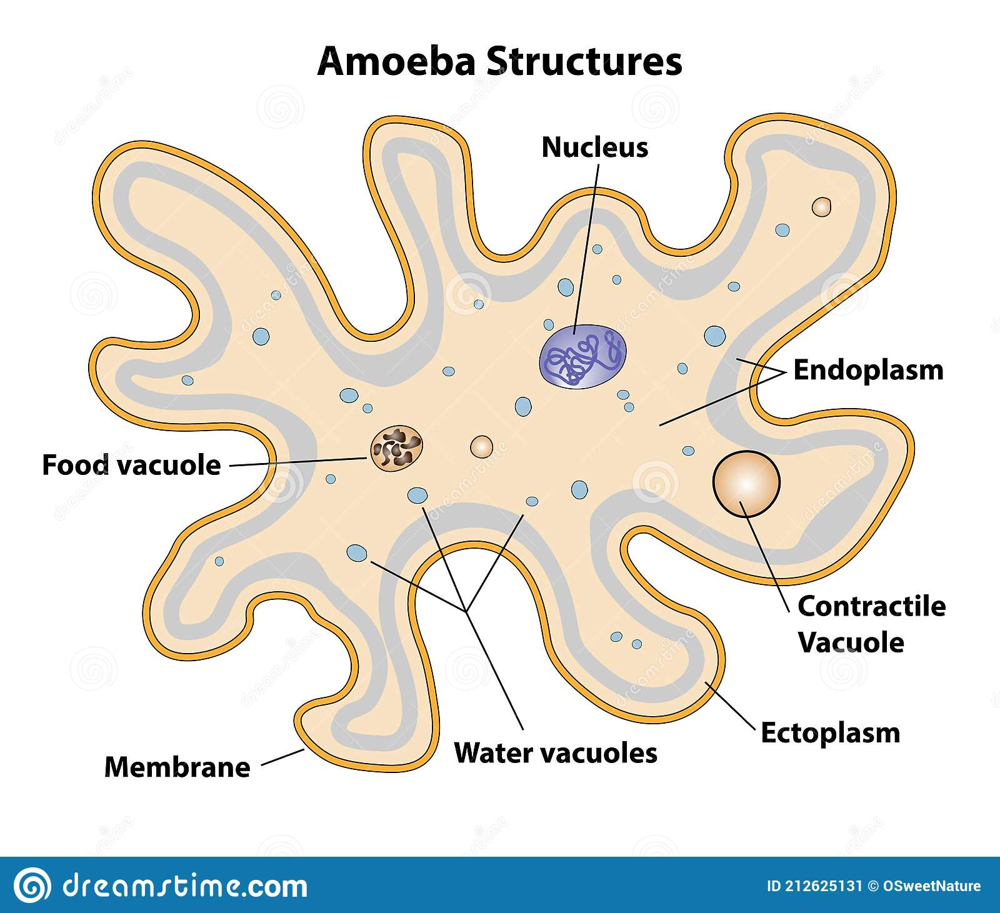 Amoeba Structures
Nucleus
Endoplasm
Food vacuole
Contractile
Vacuole
Ectoplasm
Water vacuoles
Membrane
dreamstime.com
ID 212625131 © OSweetNature